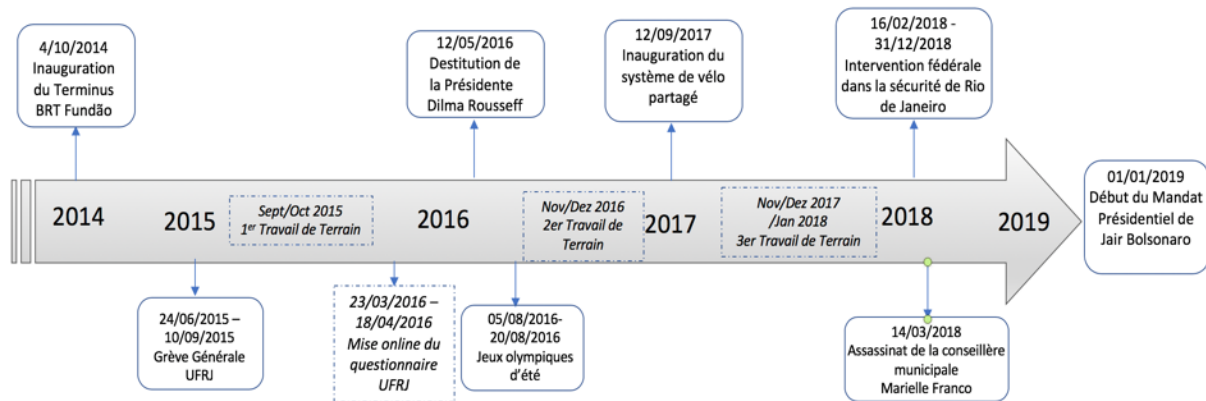 4/10/2014
Inauguration
du Terminus
BRT Fundão
12/05/2016
Destitution de
la Présidente
Dilma Rousseff
12/09/2017
Inauguration du
système de vélo
partagé
16/02/2018 -
31/12/2018
Intervention fédérale
dans la sécurité de Rio
de Janeiro
2014
2015
Sept/Oct 2015
1er Travail de Terrain
2016
Nov/Dez 2016
2er Travail de
Terrain
2017
Nov/Dez 2017
/Jan 2018
3er Travail de Terrain
2018
2019
01/01/2019
Début du Mandat
Présidentiel de
Jair Bolsonaro
24/06/2015 –
10/09/2015
Grève Générale
UFRJ
23/03/2016 –
18/04/2016
Mise online du
questionnaire
UFRJ
05/08/2016-
20/08/2016
Jeux olympiques
d'été
14/03/2018
Assassinat de la conseillère
municipale
Marielle Franco